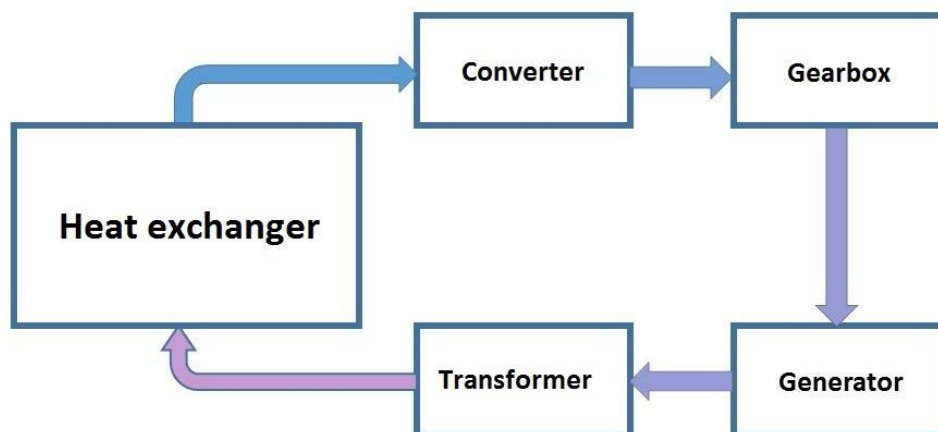 Converter
Gearbox
Heat exchanger
Transformer
Generator